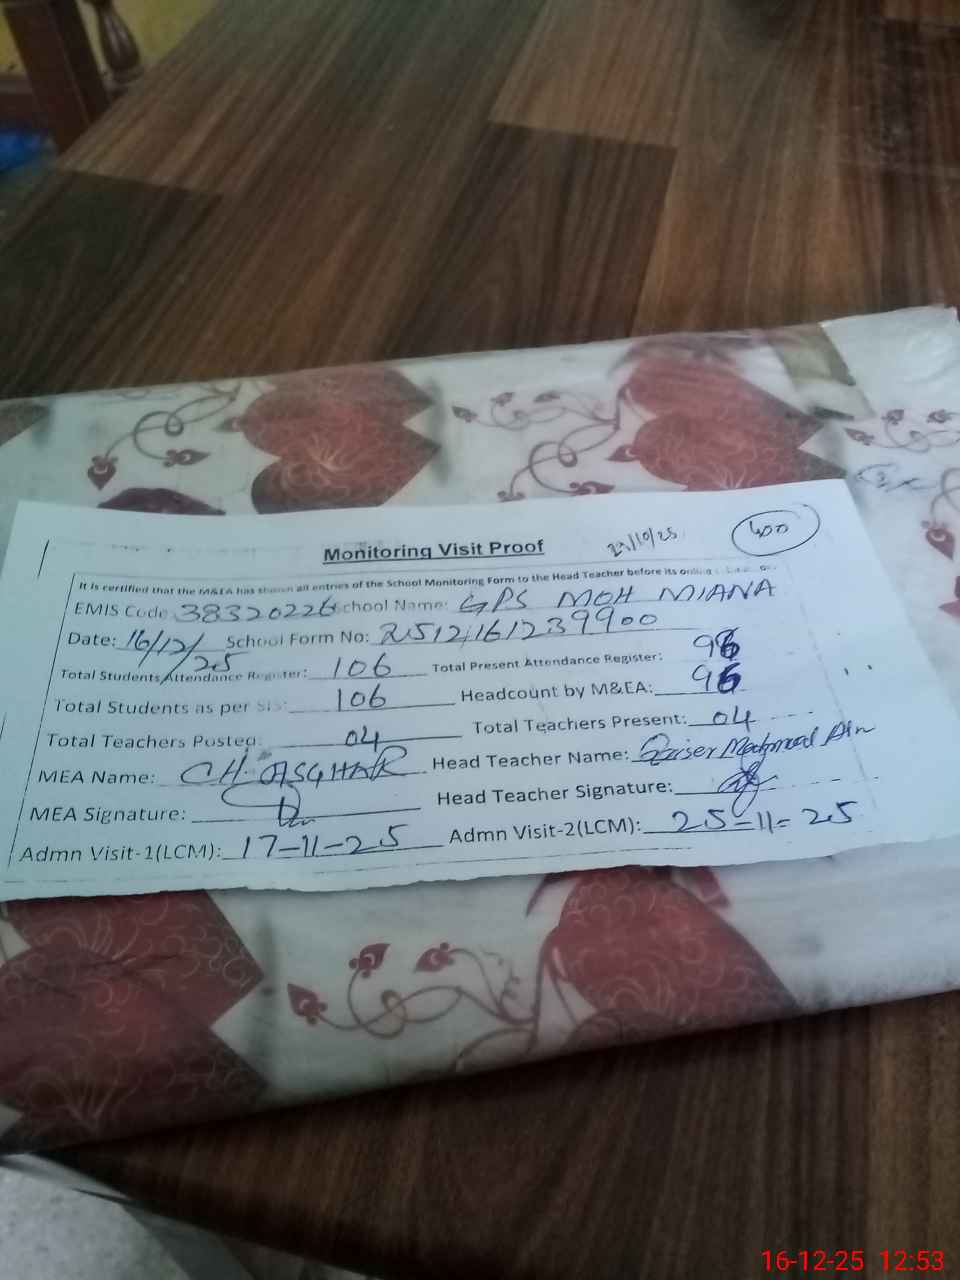 Monitoring Visit Proof 400
It is certified that the M&EA has shown all entries of the School Monitoring Form to the Head Teacher before its
EMIS Code 38320226 School Name: GPS MOH MIANA
Date: 16/12/25 School Form No:
Total Students Attendance Register: 106 Total Present Attendance Register: 96
Total Students as per SIS: 106 Headcount by M&EA: 96
Total Teachers Posted: 04 Total Teachers Present: 04
MEA Name: CH. ASGHAR Head Teacher Name: Qaiser Mahmood
MEA Signature: Head Teacher Signature:
Admn Visit-1(LCM): 17-11-25 Admn Visit-2(LCM): 25-11-25
16-12-25 12:53